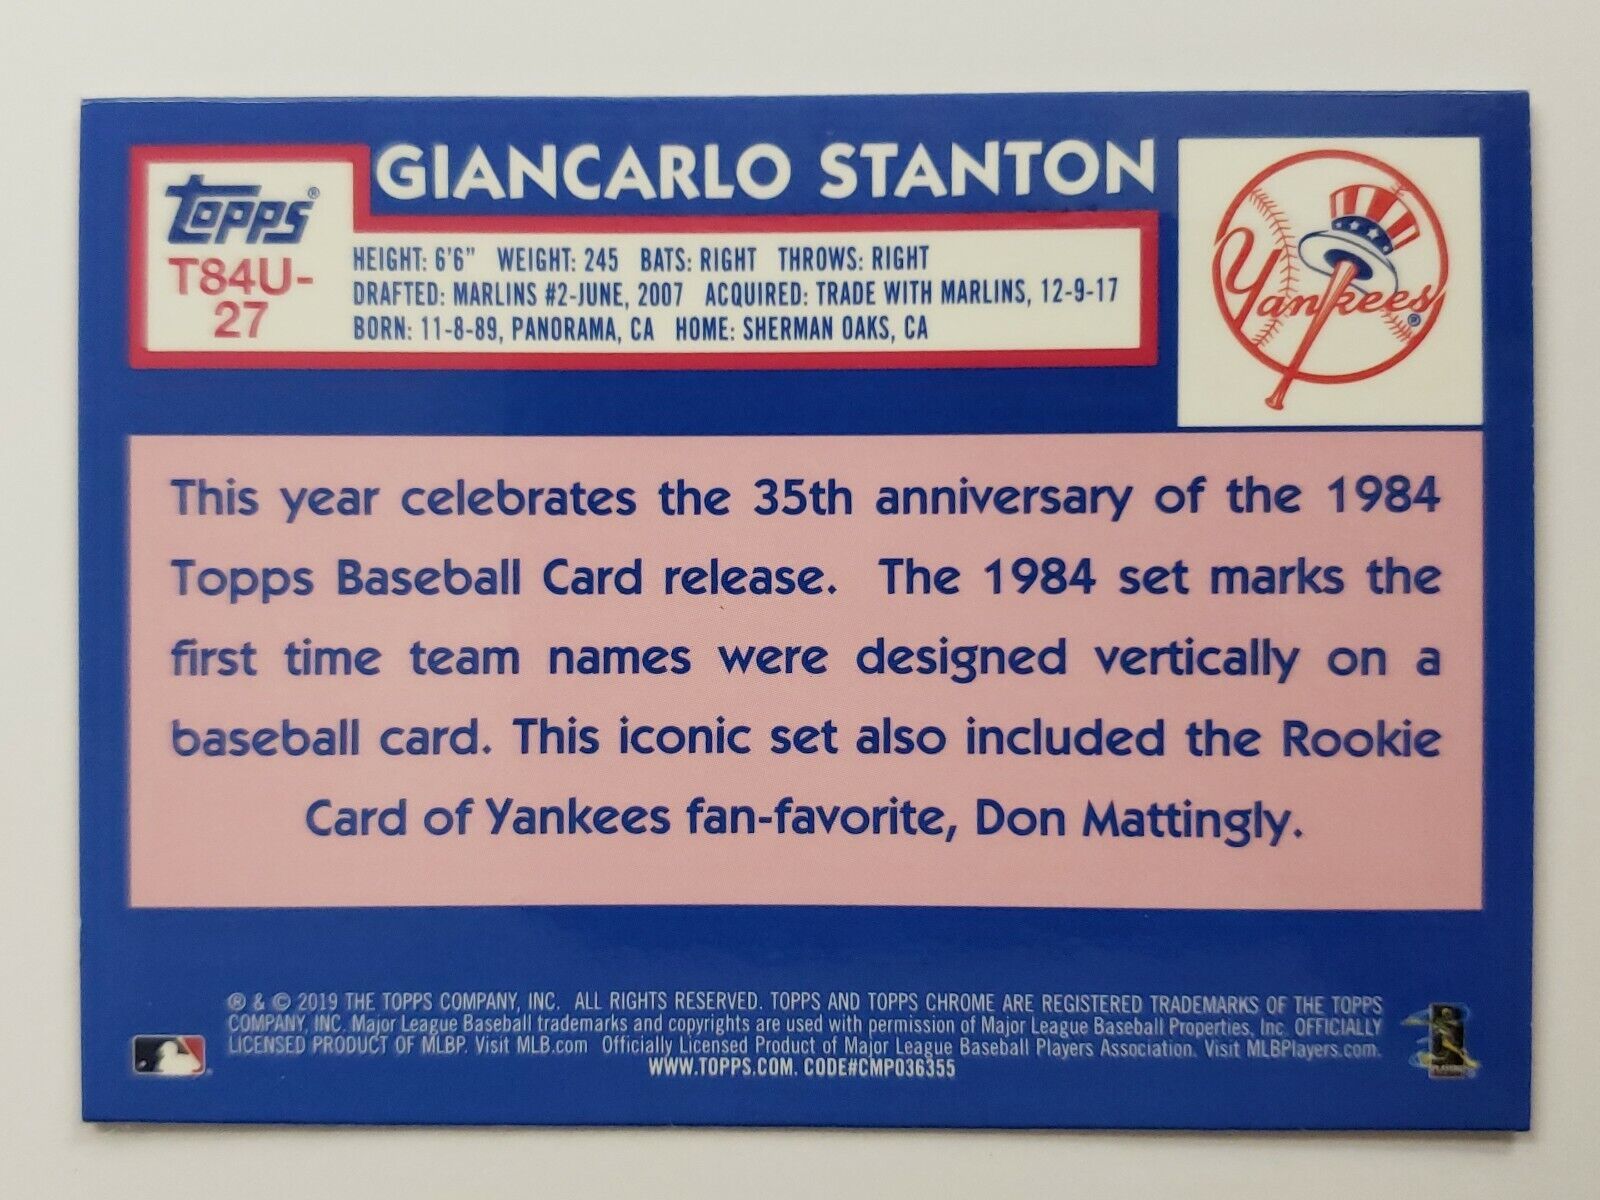 GIANCARLO STANTON
Topps®
T84U-
27
HEIGHT: 6'6" WEIGHT: 245 BATS: RIGHT THROWS: RIGHT
DRAFTED: MARLINS #2-JUNE, 2007 ACQUIRED: TRADE WITH MARLINS, 12-9-17
BORN: 11-8-89, PANORAMA, CA HOME: SHERMAN OAKS, CA
Yankees®
This year celebrates the 35th anniversary of the 1984
Topps Baseball Card release. The 1984 set marks the
first time team names were designed vertically on a
baseball card. This iconic set also included the Rookie
Card of Yankees fan-favorite, Don Mattingly.
® & © 2019 THE TOPPS COMPANY, INC. ALL RIGHTS RESERVED. TOPPS AND TOPPS CHROME ARE REGISTERED TRADEMARKS OF THE TOPPS
COMPANY, INC. Major League Baseball trademarks and copyrights are used with permission of Major League Baseball Properties, Inc. OFFICIALLY
LICENSED PRODUCT OF MLBP. Visit MLB.com Officially Licensed Product of Major League Baseball Players Association. Visit MLBPlayers.com.
WWW.TOPPS.COM. CODE#CMP036355